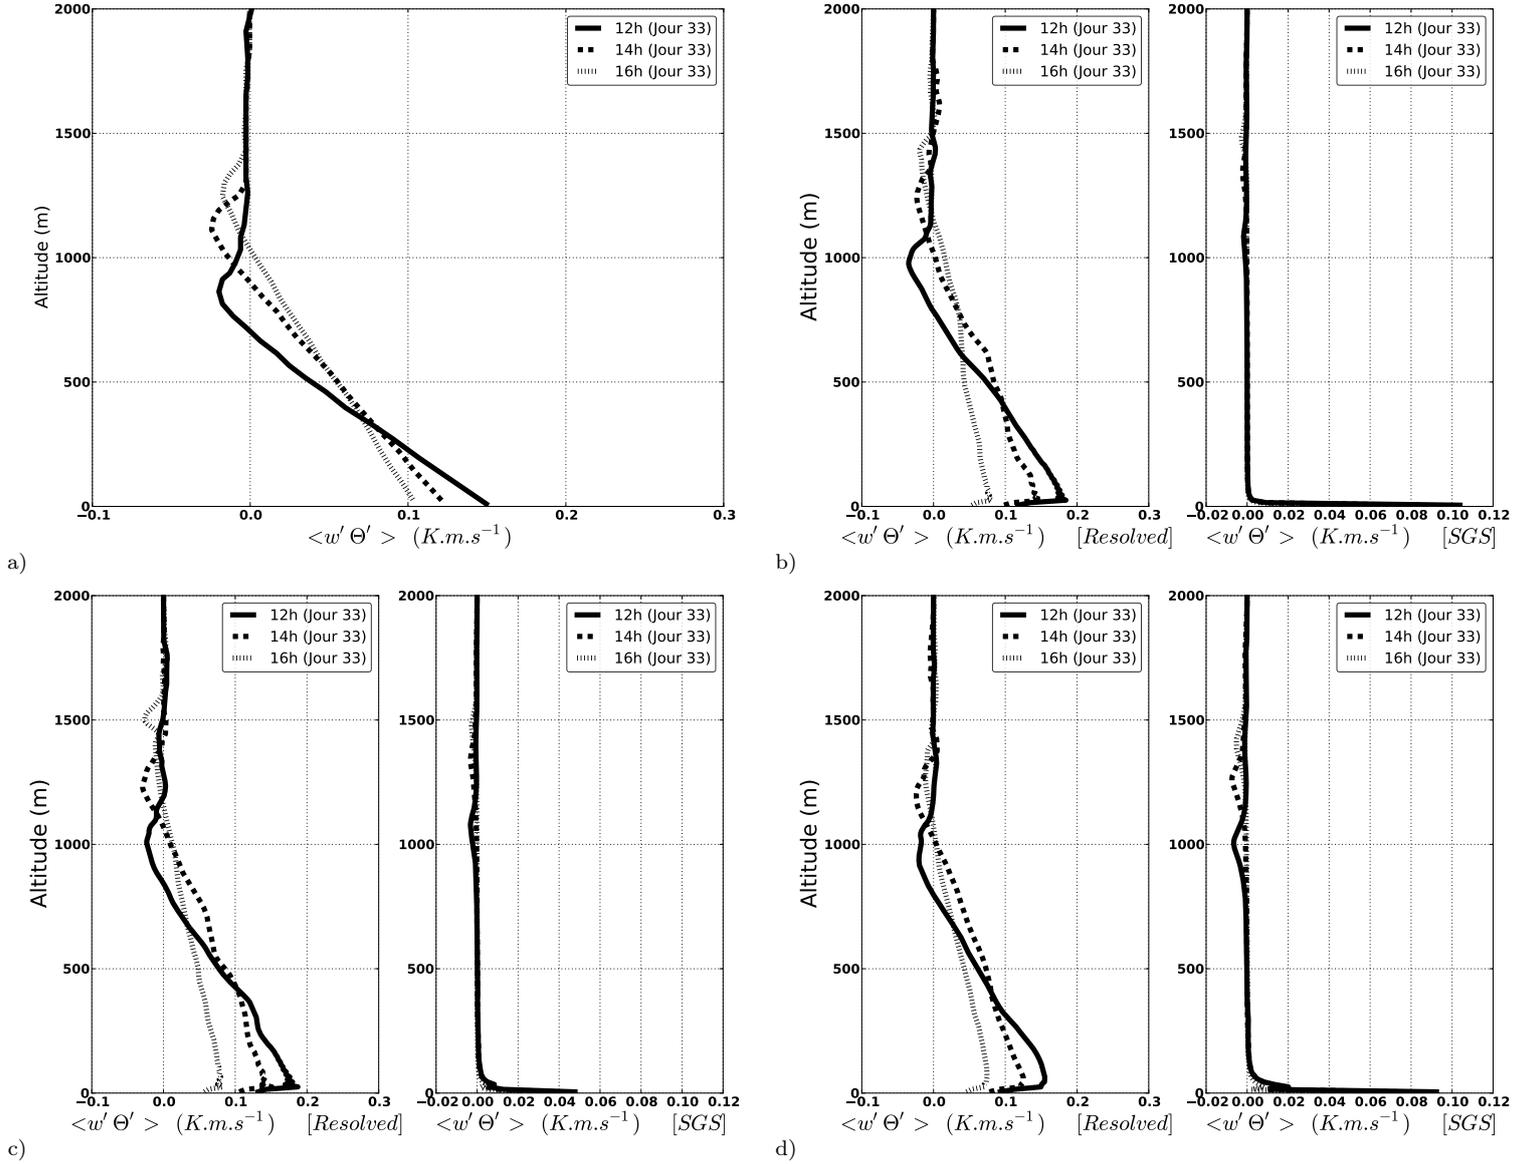 2000
1500
1000
500
0
−0.1 0.0 0.1 0.2 0.3
Altitude (m)
12h (Jour 33)
14h (Jour 33)
16h (Jour 33)
<w′ Θ′ > (K.m.s⁻¹)
a)
2000
1500
1000
500
0
−0.1 0.0 0.1 0.2 0.3
Altitude (m)
12h (Jour 33)
14h (Jour 33)
16h (Jour 33)
<w′ Θ′ > (K.m.s⁻¹) [Resolved]
2000
1500
1000
500
0
−0.02 0.00 0.02 0.04 0.06 0.08 0.10 0.12
12h (Jour 33)
14h (Jour 33)
16h (Jour 33)
<w′ Θ′ > (K.m.s⁻¹) [SGS]
b)
2000
1500
1000
500
0
−0.1 0.0 0.1 0.2 0.3
Altitude (m)
12h (Jour 33)
14h (Jour 33)
16h (Jour 33)
<w′ Θ′ > (K.m.s⁻¹) [Resolved]
2000
1500
1000
500
0
−0.02 0.00 0.02 0.04 0.06 0.08 0.10 0.12
12h (Jour 33)
14h (Jour 33)
16h (Jour 33)
<w′ Θ′ > (K.m.s⁻¹) [SGS]
c)
2000
1500
1000
500
0
−0.1 0.0 0.1 0.2 0.3
Altitude (m)
12h (Jour 33)
14h (Jour 33)
16h (Jour 33)
<w′ Θ′ > (K.m.s⁻¹) [Resolved]
2000
1500
1000
500
0
−0.02 0.00 0.02 0.04 0.06 0.08 0.10 0.12
12h (Jour 33)
14h (Jour 33)
16h (Jour 33)
<w′ Θ′ > (K.m.s⁻¹) [SGS]
d)